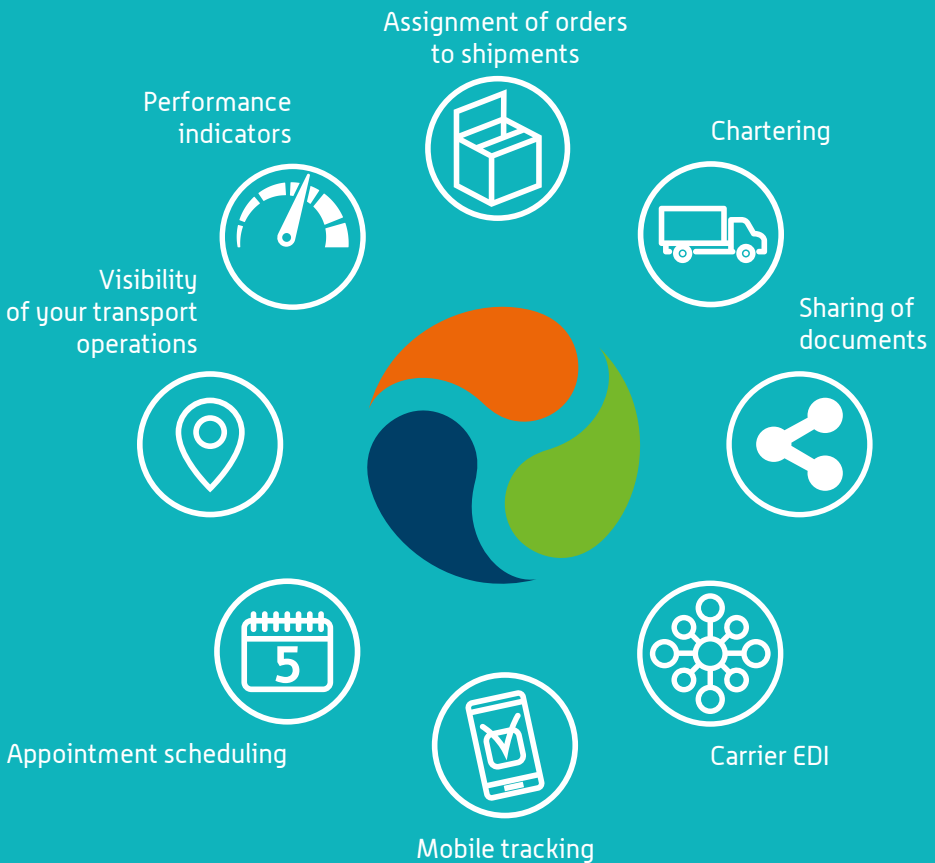 Assignment of orders
to shipments
Performance
indicators
Chartering
Visibility
of your transport
operations
Sharing of
documents
5
Appointment scheduling
Carrier EDI
Mobile tracking